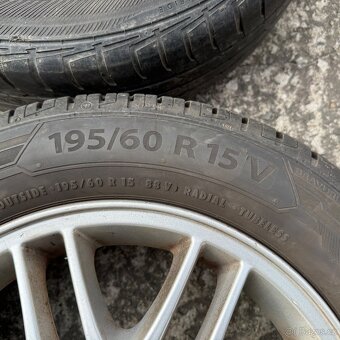 195/60 R 15 V
OUTSIDE · 195/60 R 15 88 V · RADIAL · TUBELESS